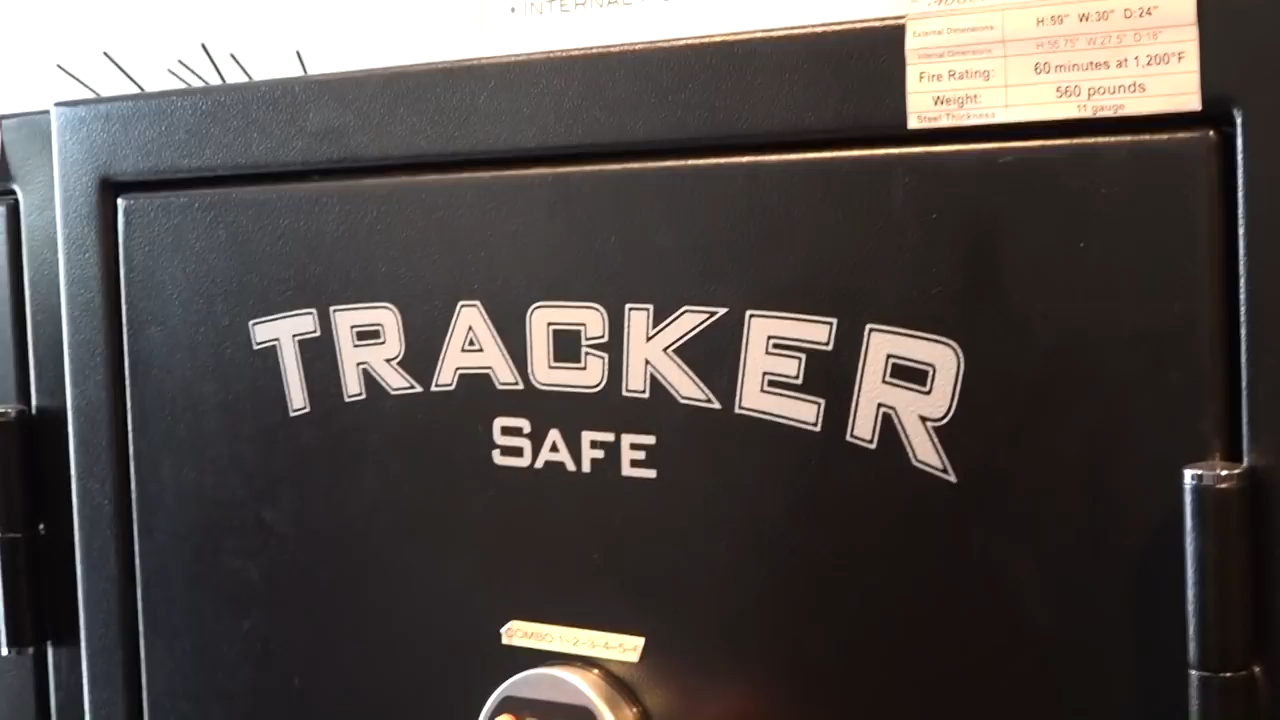 • INTERNAL
External Dimensions H:59" W:30" D:24"
Internal Dimensions H:55.75" W:27.5" D:18"
Fire Rating: 60 minutes at 1,200°F
Weight: 560 pounds
Steel Thickness 11 gauge
TRACKER
SAFE
COMBO 1-2-3-4-5-6